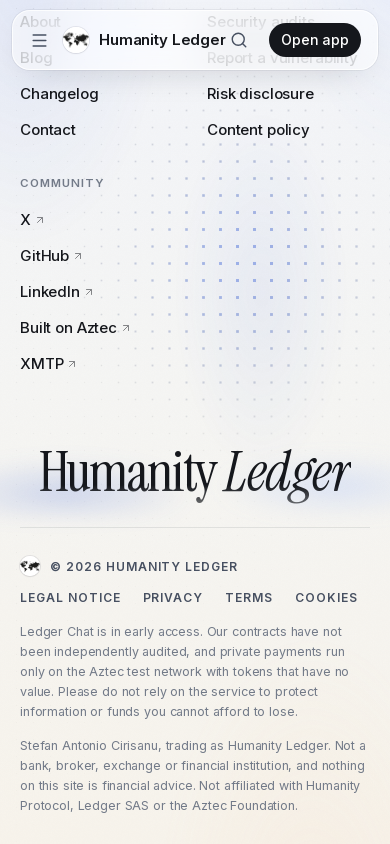 About
Security audits
Humanity Ledger
Open app
Blog
Report a vulnerability
Changelog
Risk disclosure
Contact
Content policy
COMMUNITY
X
GitHub
LinkedIn
Built on Aztec
XMTP
Humanity Ledger
© 2026 HUMANITY LEDGER
LEGAL NOTICE PRIVACY TERMS COOKIES
Ledger Chat is in early access. Our contracts have not
been independently audited, and private payments run
only on the Aztec test network with tokens that have no
value. Please do not rely on the service to protect
information or funds you cannot afford to lose.
Stefan Antonio Cirisanu, trading as Humanity Ledger. Not a
bank, broker, exchange or financial institution, and nothing
on this site is financial advice. Not affiliated with Humanity
Protocol, Ledger SAS or the Aztec Foundation.